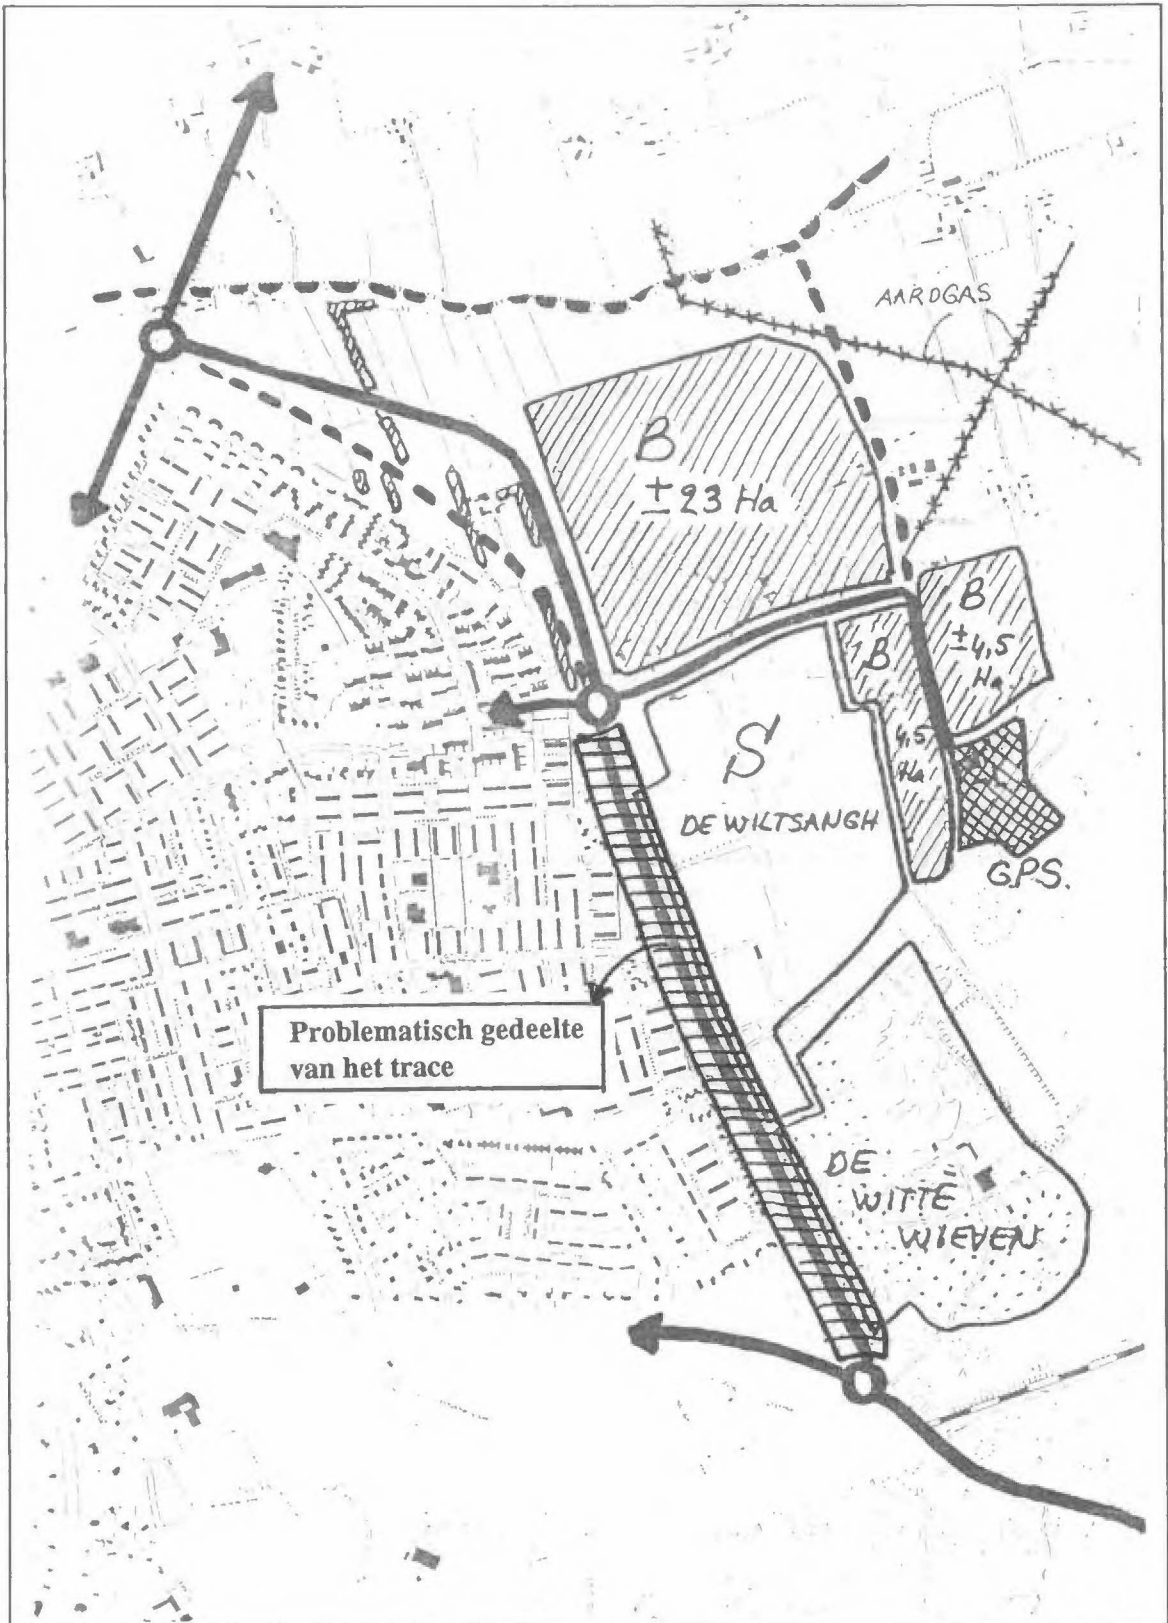 AARDGAS
B
± 23 Ha
B
± 4,5
Ha
B
4,5
Ha
S
DE WILTSANGH
G.P.S.
Problematisch gedeelte
van het trace
DE
WITTE
WIEVEN